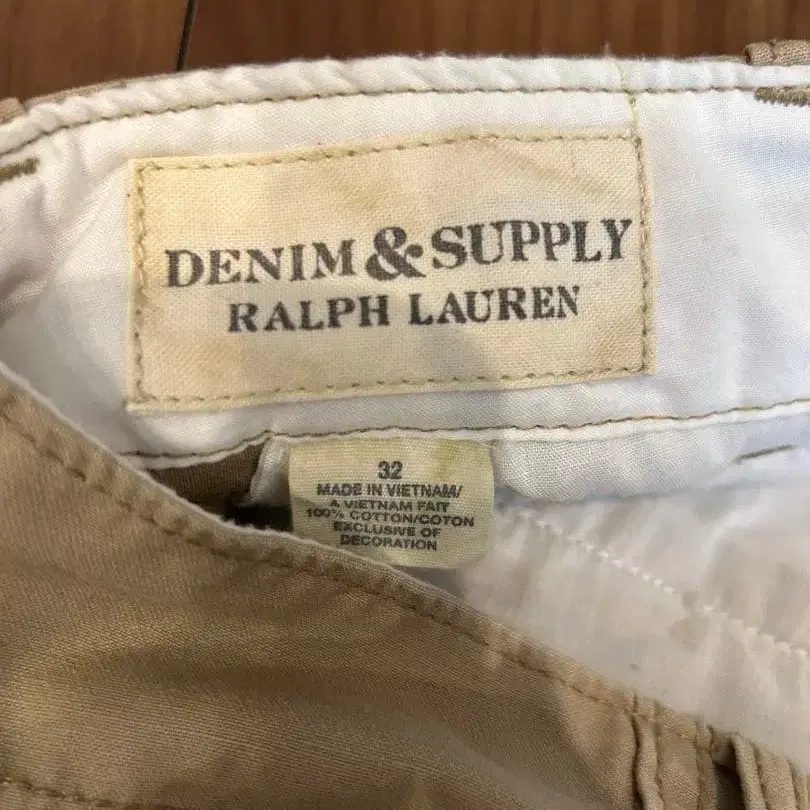 DENIM & SUPPLY
RALPH LAUREN
32
MADE IN VIETNAM/
A VIETNAM FAIT
100% COTTON/COTON
EXCLUSIVE OF
DECORATION